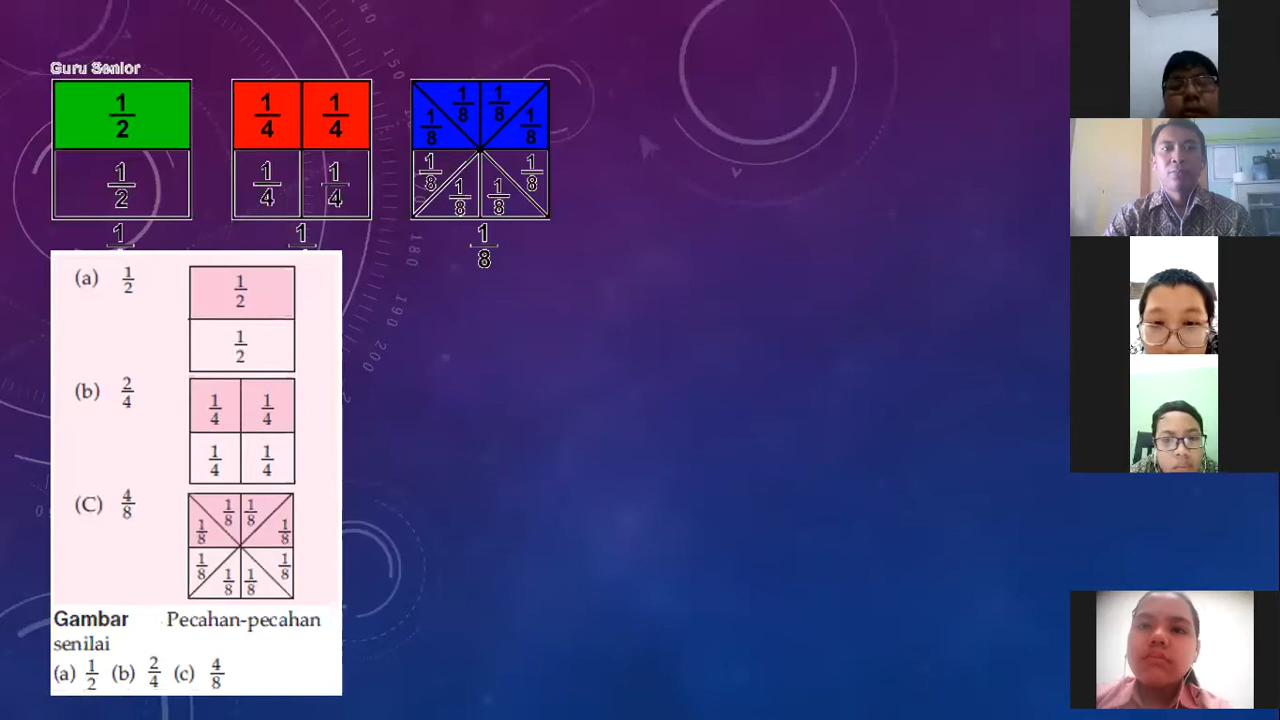 Guru Senior
1/2 1/4 1/4 1/8 1/8 1/8 1/8
1/2 1/4 1/4 1/8 1/8 1/8 1/8
1/8
(a) 1/2 1/2
1/2
(b) 2/4 1/4 1/4
1/4 1/4
(C) 4/8 1/8 1/8 1/8 1/8
1/8 1/8 1/8 1/8
Gambar Pecahan-pecahan
senilai
(a) 1/2 (b) 2/4 (c) 4/8